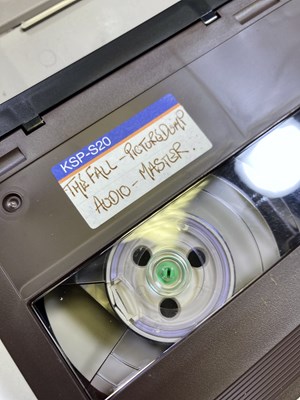 KSP-S20
THE FALL - PICTURE DUMP
AUDIO - MASTER.